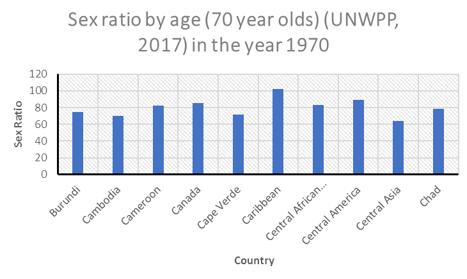 Sex ratio by age (70 year olds) (UNWPP,
2017) in the year 1970
120
100
80
60
40
20
0
Sex Ratio
Burundi
Cambodia
Cameroon
Canada
Cape Verde
Caribbean
Central African...
Central America
Central Asia
Chad
Country